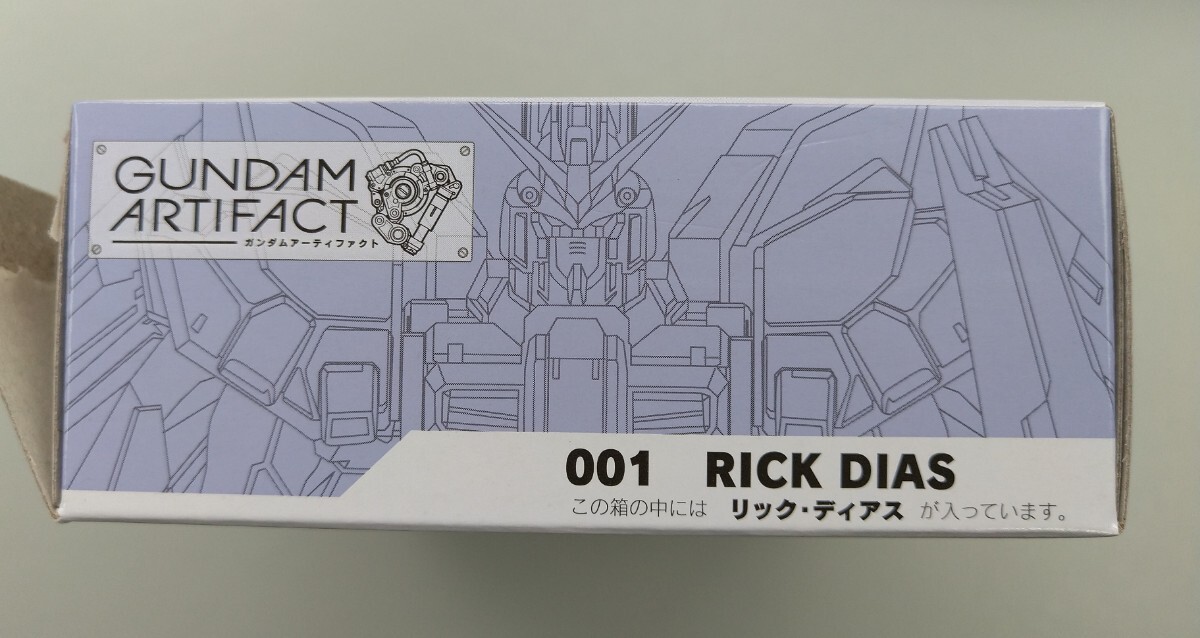 GUNDAM
ARTIFACT
ガンダムアーティファクト
001 RICK DIAS
この箱の中には リック・ディアス が入っています。